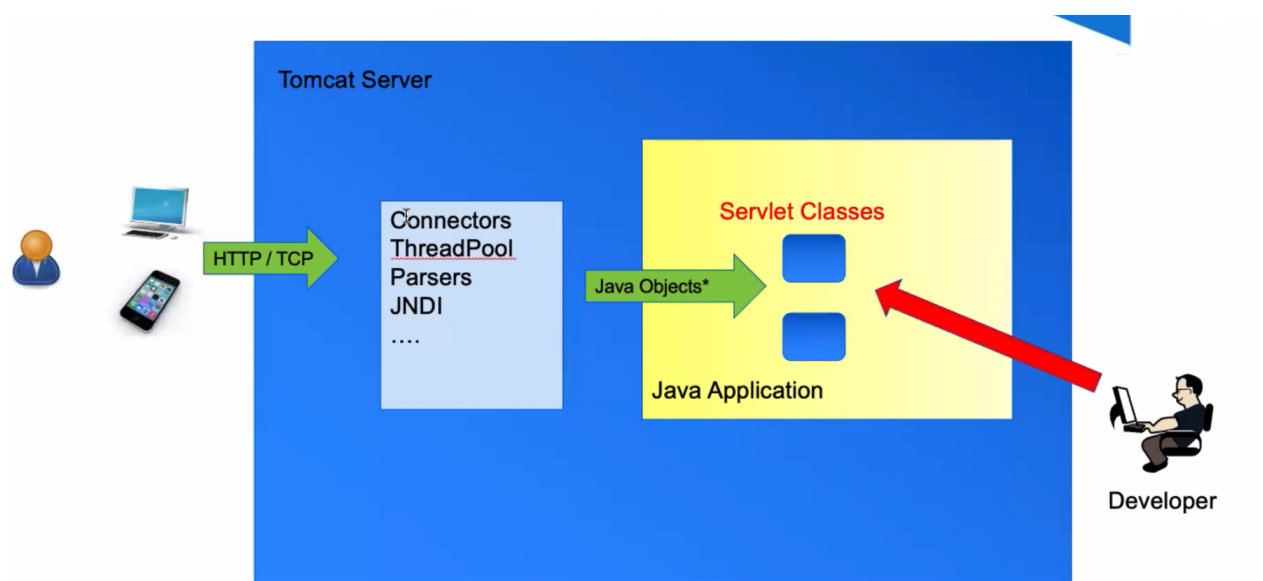 Tomcat Server
HTTP / TCP
Connectors
ThreadPool
Parsers
JNDI
....
Java Objects*
Servlet Classes
Java Application
Developer